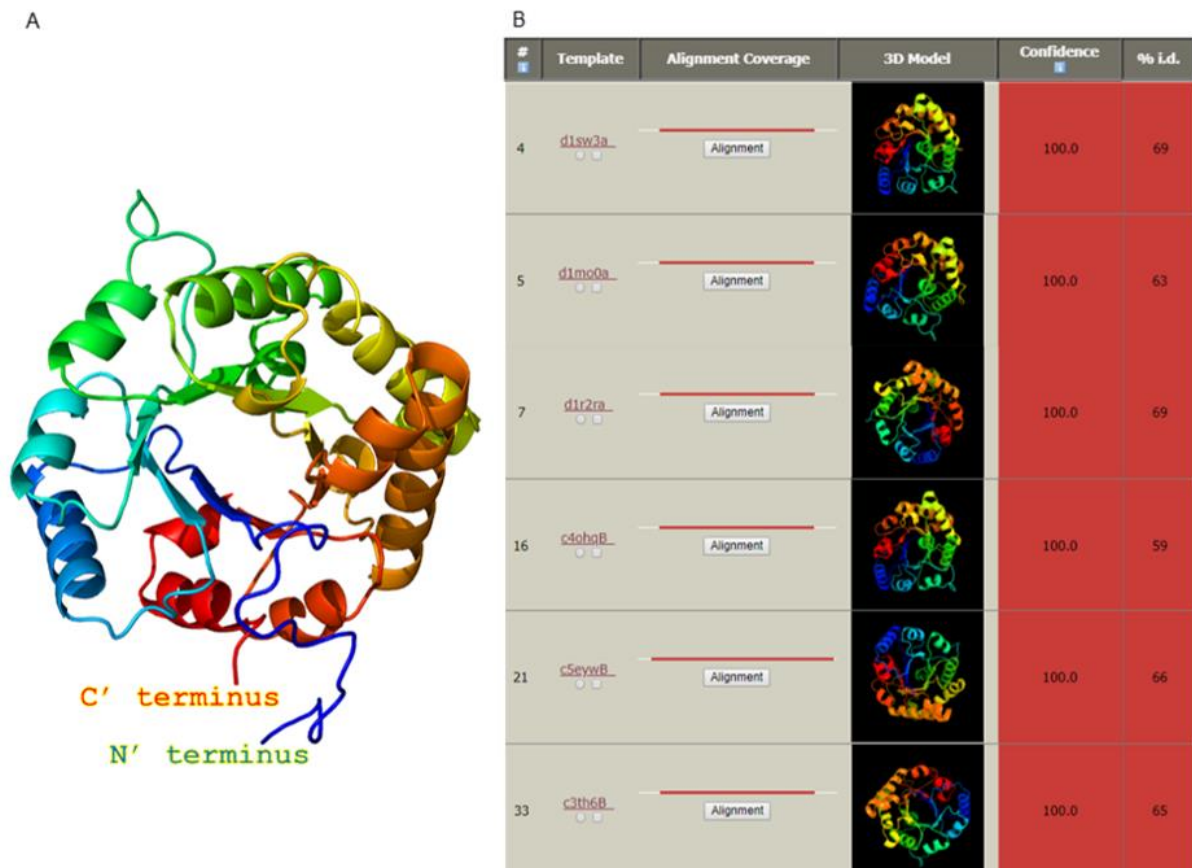 A
B
C' terminus
N' terminus
# Template Alignment Coverage 3D Model Confidence % i.d.
4 d1sw3a_ Alignment 100.0 69
5 d1mo0a_ Alignment 100.0 63
7 d1r2ra_ Alignment 100.0 69
16 c4ohqB_ Alignment 100.0 59
21 c5eywB_ Alignment 100.0 66
33 c3th6B_ Alignment 100.0 65